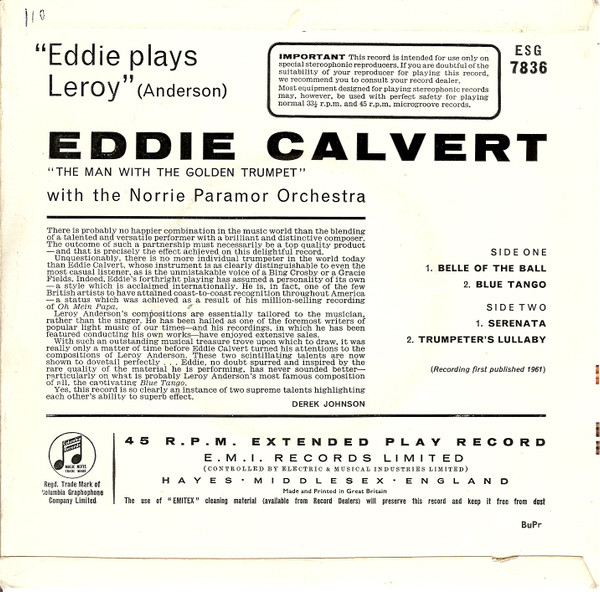 118
"Eddie plays
Leroy" (Anderson)
IMPORTANT This record is intended for use only on
special stereophonic reproducers. If you are doubtful of the
suitability of your reproducer for playing this record,
we recommend you to consult your record dealer.
Most equipment designed for playing stereophonic records
may, however, be used with perfect safety for playing
normal 33⅓ r.p.m. and 45 r.p.m. microgroove records.
ESG
7836
EDDIE CALVERT
"THE MAN WITH THE GOLDEN TRUMPET"
with the Norrie Paramor Orchestra
There is probably no happier combination in the music world than the blending
of a talented and versatile performer with a brilliant and distinctive composer.
The outcome of such a partnership must necessarily be a top quality product
—and that is precisely the effect achieved on this delightful record.
Unquestionably, there is no more individual trumpeter in the world today
than Eddie Calvert, whose instrument is as clearly distinguishable to even the
most casual listener, as is the unmistakable voice of a Bing Crosby or a Gracie
Fields. Indeed, Eddie's forthright playing has assumed a personality of its own
—a style which is acclaimed internationally. He is, in fact, one of the few
British artists to have attained coast-to-coast recognition throughout America
—a status which was achieved as a result of his million-selling recording
of Oh Mein Papa.
Leroy Anderson's compositions are essentially tailored to the musician,
rather than the singer. He has been hailed as one of the foremost writers of
popular light music of our times—and his recordings, in which he has been
featured conducting his own works—have enjoyed extensive sales.
With such an outstanding musical treasure trove upon which to draw, it was
really only a matter of time before Eddie Calvert turned his attentions to the
compositions of Leroy Anderson. These two scintillating talents are now
shown to dovetail perfectly . . . Eddie, no doubt spurred and inspired by the
rare quality of the material he is performing, has never sounded better—
particularly on what is probably Leroy Anderson's most famous composition
of all, the captivating Blue Tango.
Yes, this record is so clearly an instance of two supreme talents highlighting
each other's ability to superb effect.
DEREK JOHNSON
SIDE ONE
1. BELLE OF THE BALL
2. BLUE TANGO
SIDE TWO
1. SERENATA
2. TRUMPETER'S LULLABY
(Recording first published 1961)
MAGIC NOTES
TRADE MARK
Regd. Trade Mark of
Columbia Graphophone
Company Limited
45 R.P.M. EXTENDED PLAY RECORD
E.M.I. RECORDS LIMITED
(CONTROLLED BY ELECTRIC & MUSICAL INDUSTRIES LIMITED)
HAYES · MIDDLESEX · ENGLAND
Made and Printed in Great Britain
The use of "EMITEX" cleaning material (available from Record Dealers) will preserve this record and keep it free from dust
BuPr